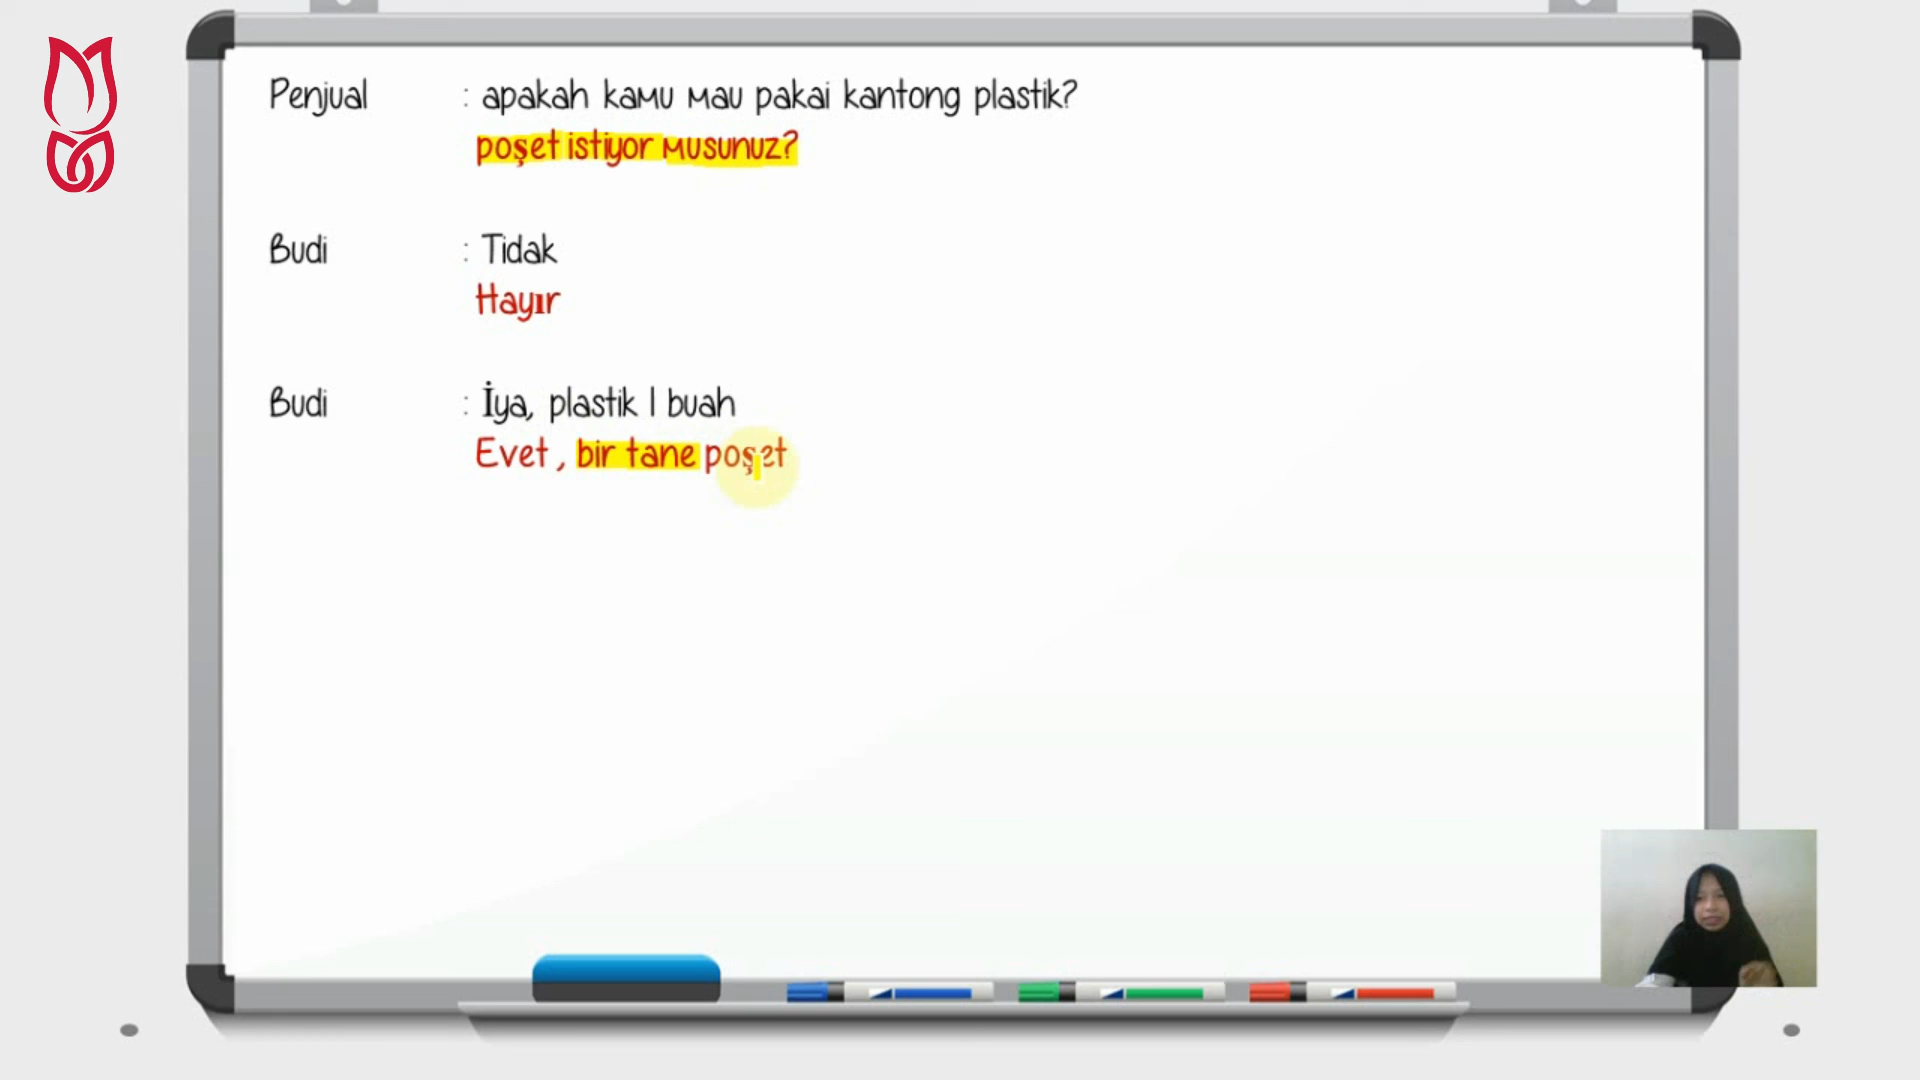 Penjual : apakah kamu mau pakai kantong plastik?
poşet istiyor musunuz?
Budi : Tidak
Hayır
Budi : İya, plastik 1 buah
Evet , bir tane poşet